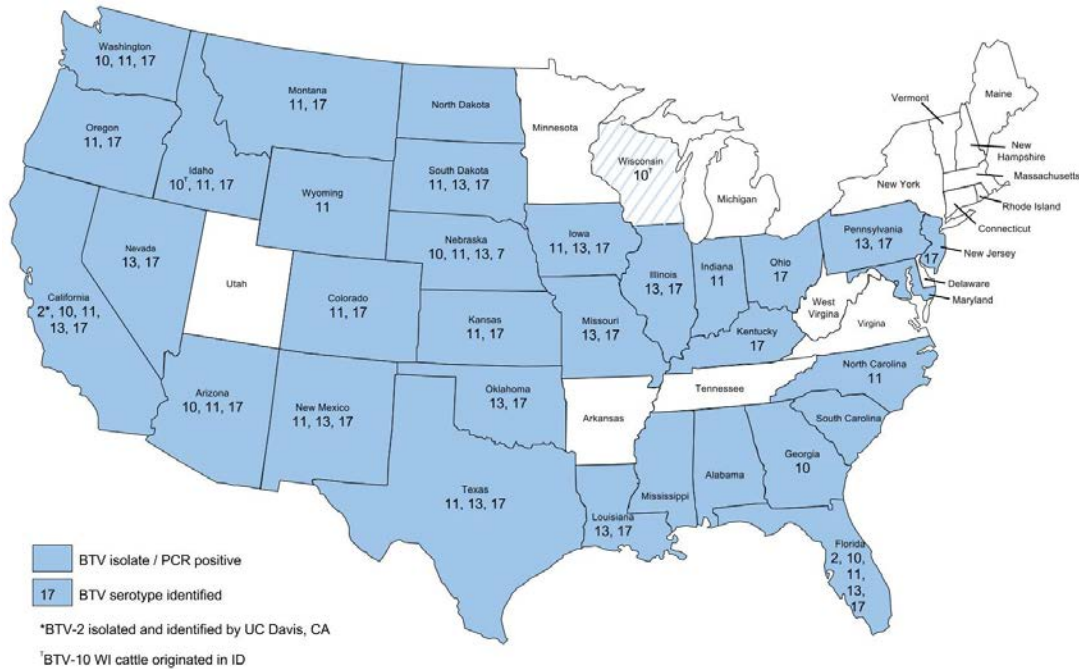 Washington
10, 11, 17
Montana
11, 17
North Dakota
Minnesota
Vermont
Maine
Oregon
11, 17
Idaho
10†, 11, 17
Wyoming
11
South Dakota
11, 13, 17
Wisconsin
10†
Michigan
New York
New
Hampshire
Massachusetts
Rhode Island
Connecticut
Nevada
13, 17
Utah
Nebraska
10, 11, 13, 7
Iowa
11, 13, 17
Illinois
13, 17
Indiana
11
Ohio
17
Pennsylvania
13, 17
17
New Jersey
Delaware
Maryland
California
2*, 10, 11,
13, 17
Colorado
11, 17
Kansas
11, 17
Missouri
13, 17
Kentucky
17
West
Virgina
Virgina
Arizona
10, 11, 17
New Mexico
11, 13, 17
Oklahoma
13, 17
Arkansas
Tennessee
North Carolina
11
South Carolina
Texas
11, 13, 17
Louisiana
13, 17
Mississippi
Alabama
Georgia
10
Florida
2, 10,
11,
13,
17
BTV isolate / PCR positive
17 BTV serotype identified
*BTV-2 isolated and identified by UC Davis, CA
†BTV-10 WI cattle originated in ID